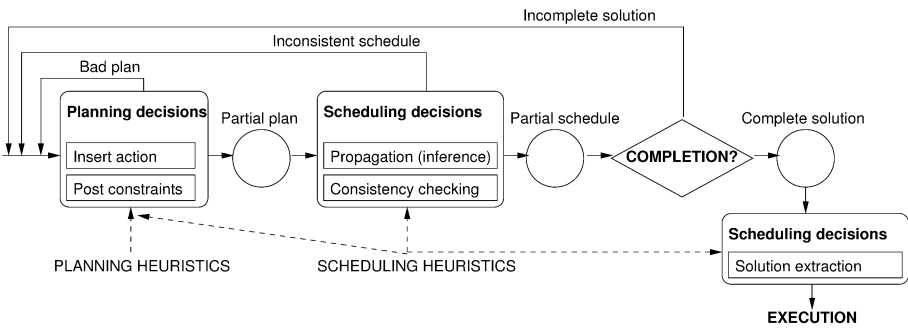 Incomplete solution
Inconsistent schedule
Bad plan
Planning decisions
Insert action
Post constraints
Partial plan
Scheduling decisions
Propagation (inference)
Consistency checking
Partial schedule
COMPLETION?
Complete solution
Scheduling decisions
Solution extraction
PLANNING HEURISTICS
SCHEDULING HEURISTICS
EXECUTION